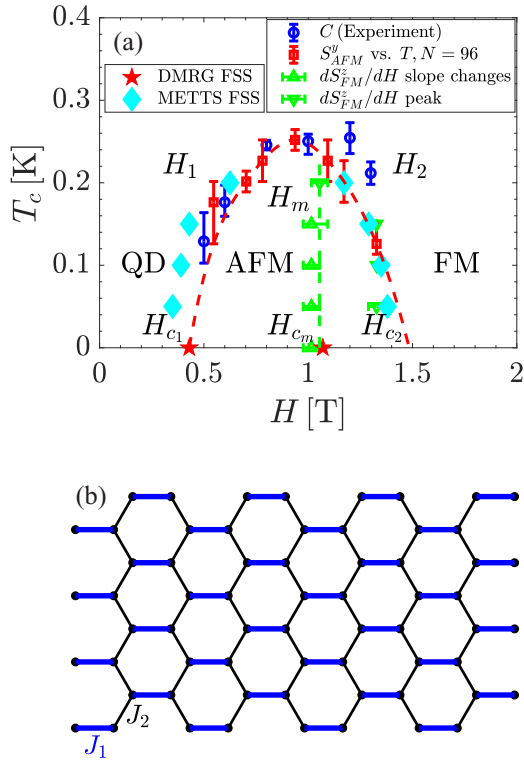 (a)
C (Experiment)
S^y_AFM vs. T, N = 96
dS^z_FM/dH slope changes
dS^z_FM/dH peak
DMRG FSS
METTS FSS
T_c [K]
0.4
0.3
0.2
0.1
0
H_1
H_2
H_m
QD
AFM
FM
H_c1
H_cm
H_c2
0
0.5
1
1.5
2
H [T]
(b)
J_2
J_1